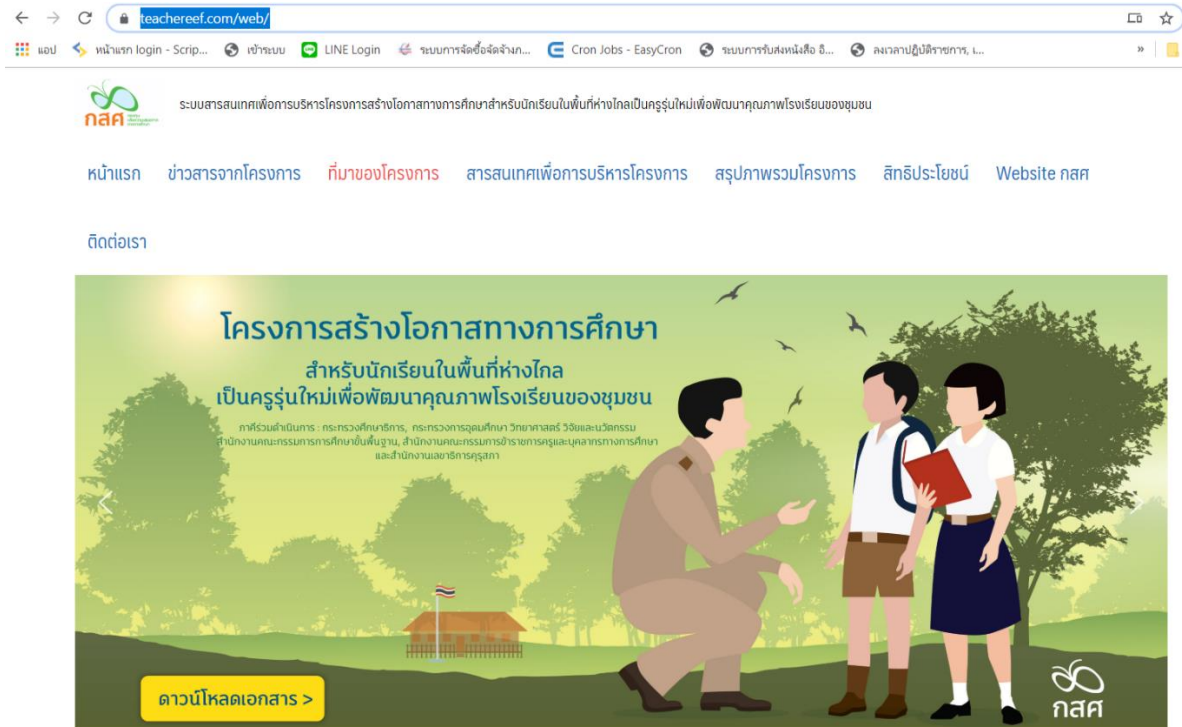 teachereef.com/web/
แอป
หน้าแรก login - Scrip...
เข้าระบบ
LINE Login
ระบบการจัดซื้อจัดจ้างภ...
Cron Jobs - EasyCron
ระบบการรับส่งหนังสือ อิ...
ลงเวลาปฏิบัติราชการ, เ...
»
กสศ
ระบบสารสนเทศเพื่อการบริหารโครงการสร้างโอกาสทางการศึกษาสำหรับนักเรียนในพื้นที่ห่างไกลเป็นครูรุ่นใหม่เพื่อพัฒนาคุณภาพโรงเรียนของชุมชน
หน้าแรก ข่าวสารจากโครงการ ที่มาของโครงการ สารสนเทศเพื่อการบริหารโครงการ สรุปภาพรวมโครงการ สิทธิประโยชน์ Website กสศ
ติดต่อเรา
โครงการสร้างโอกาสทางการศึกษา
สำหรับนักเรียนในพื้นที่ห่างไกล
เป็นครูรุ่นใหม่เพื่อพัฒนาคุณภาพโรงเรียนของชุมชน
ภาคีร่วมดำเนินการ : กระทรวงศึกษาธิการ, กระทรวงการอุดมศึกษา วิทยาศาสตร์ วิจัยและนวัตกรรม
สำนักงานคณะกรรมการการศึกษาขั้นพื้นฐาน, สำนักงานคณะกรรมการข้าราชการครูและบุคลากรทางการศึกษา
และสำนักงานเลขาธิการคุรุสภา
ดาวน์โหลดเอกสาร >
กสศ